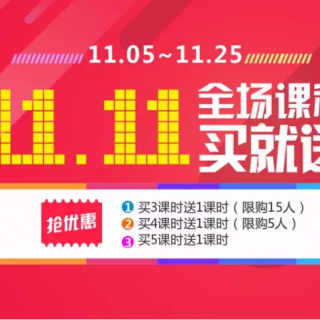 11.05~11.25
11.11
全场课程
买就送
抢优惠
1 买3课时送1课时（限购15人）
2 买4课时送1课时（限购5人）
3 买5课时送1课时